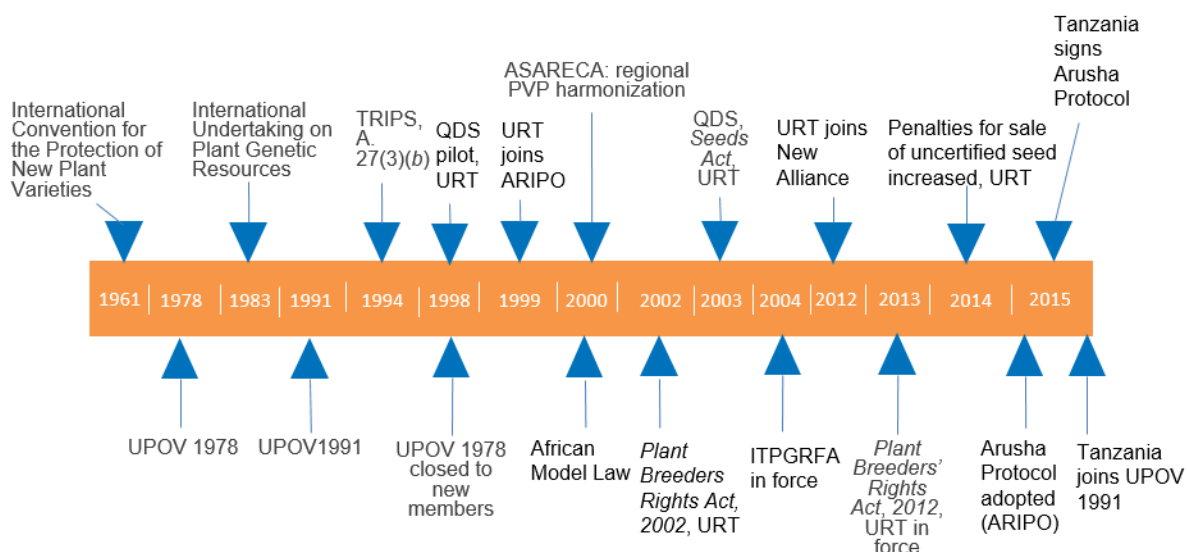 Tanzania
signs
Arusha
Protocol
ASARECA: regional
PVP harmonization
International
Convention for
the Protection of
New Plant
Varieties
International
Undertaking on
Plant Genetic
Resources
TRIPS,
A.
27(3)(b)
QDS
pilot,
URT
URT
joins
ARIPO
QDS,
Seeds
Act,
URT
URT joins
New
Alliance
Penalties for sale
of uncertified seed
increased, URT
1961 1978 1983 1991 1994 1998 1999 2000 2002 2003 2004 2012 2013 2014 2015
UPOV 1978
UPOV1991
UPOV 1978
closed to
new
members
African
Model Law
Plant
Breeders
Rights Act,
2002, URT
ITPGRFA
in force
Plant
Breeders’
Rights
Act, 2012,
URT in
force
Arusha
Protocol
adopted
(ARIPO)
Tanzania
joins UPOV
1991